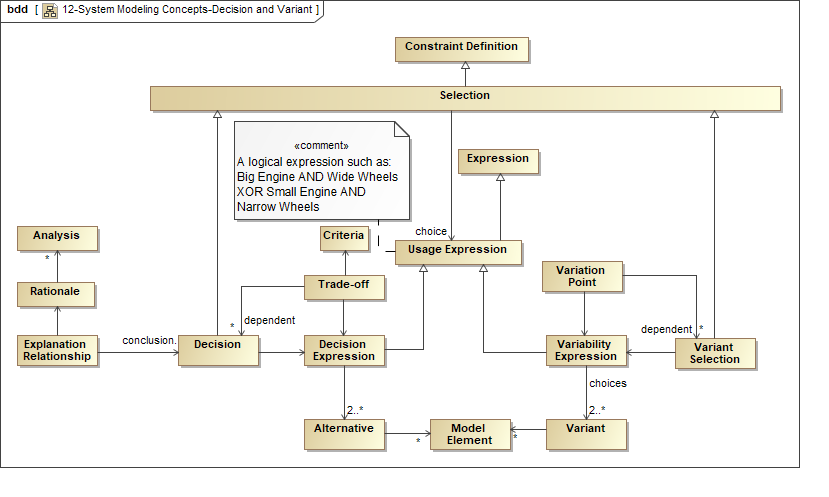 bdd [ 12-System Modeling Concepts-Decision and Variant ]
Constraint Definition
Selection
«comment»
A logical expression such as:
Big Engine AND Wide Wheels
XOR Small Engine AND
Narrow Wheels
Expression
choice
Usage Expression
Analysis
*
Criteria
Rationale
Trade-off
Variation
Point
* dependent
dependent *
Explanation
Relationship
conclusion.
Decision
Decision
Expression
Variability
Expression
Variant
Selection
choices
2..*
2..*
Alternative
*
Model
Element
*
Variant